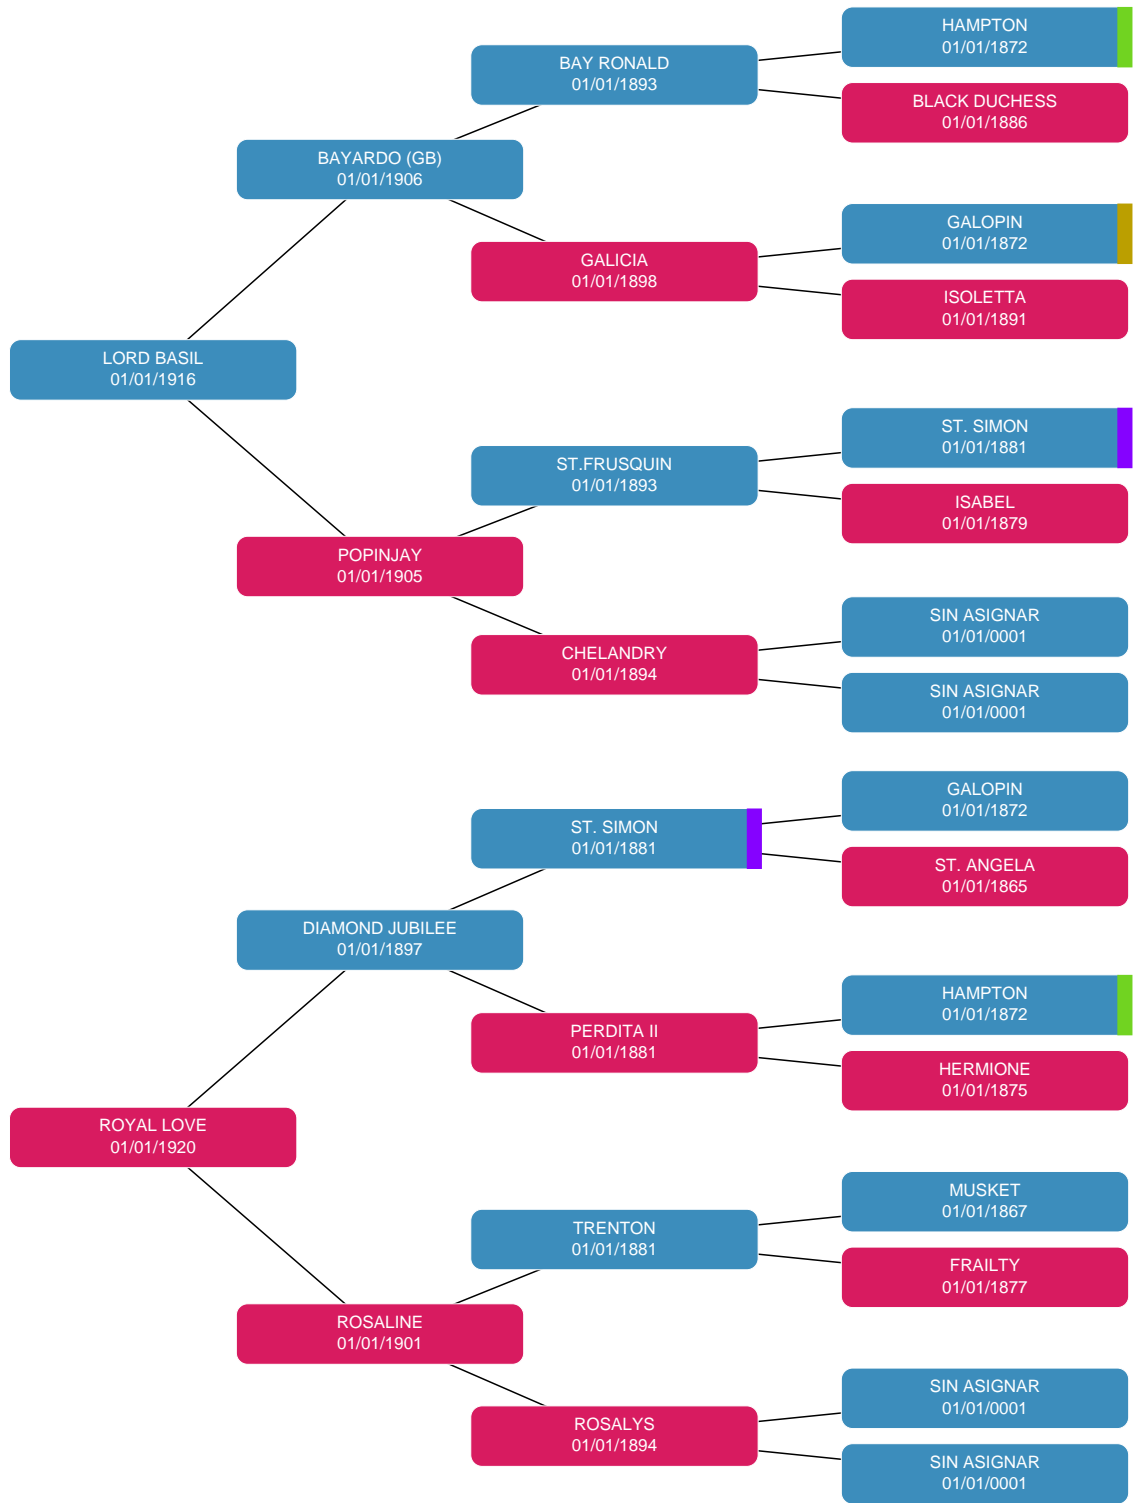 HAMPTON
01/01/1872
BAY RONALD
01/01/1893
BLACK DUCHESS
01/01/1886
BAYARDO (GB)
01/01/1906
GALOPIN
01/01/1872
GALICIA
01/01/1898
ISOLETTA
01/01/1891
LORD BASIL
01/01/1916
ST. SIMON
01/01/1881
ST.FRUSQUIN
01/01/1893
ISABEL
01/01/1879
POPINJAY
01/01/1905
SIN ASIGNAR
01/01/0001
CHELANDRY
01/01/1894
SIN ASIGNAR
01/01/0001
GALOPIN
01/01/1872
ST. SIMON
01/01/1881
ST. ANGELA
01/01/1865
DIAMOND JUBILEE
01/01/1897
HAMPTON
01/01/1872
PERDITA II
01/01/1881
HERMIONE
01/01/1875
ROYAL LOVE
01/01/1920
MUSKET
01/01/1867
TRENTON
01/01/1881
FRAILTY
01/01/1877
ROSALINE
01/01/1901
SIN ASIGNAR
01/01/0001
ROSALYS
01/01/1894
SIN ASIGNAR
01/01/0001